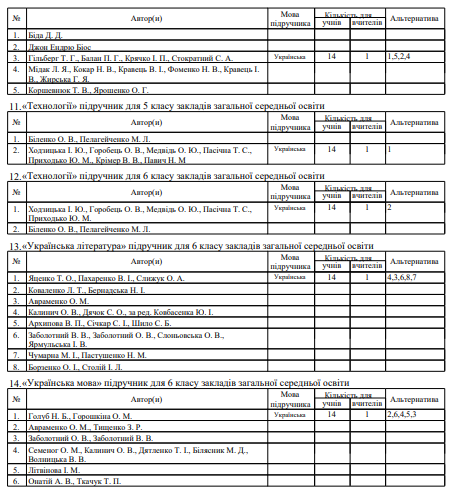 № Автор(и) Мова підручника Кількість для учнів вчителів Альтернатива
1. Біда Д. Д.
2. Джон Ендрю Біос
3. Гільберг Т. Г., Балан П. Г., Крячко І. П., Стократний С. А. Українська 14 1 1,5,2,4
4. Мідак Л. Я., Кокар Н. В., Кравець В. І., Фоменко Н. В., Кравець І.
В., Жирська Г. Я.
5. Коршевнюк Т. В., Ярошенко О. Г.
11.«Технології» підручник для 5 класу закладів загальної середньої освіти
№ Автор(и) Мова підручника Кількість для учнів вчителів Альтернатива
1. Біленко О. В., Пелагейченко М. Л.
2. Ходзицька І. Ю., Горобець О. В., Медвідь О. Ю., Пасічна Т. С.,
Приходько Ю. М., Крімер В. В., Павич Н. М
Українська 14 1 1
12.«Технології» підручник для 6 класу закладів загальної середньої освіти
№ Автор(и) Мова підручника Кількість для учнів вчителів Альтернатива
1. Ходзицька І. Ю., Горобець О. В., Медвідь О. Ю., Пасічна Т. С.,
Приходько Ю. М.
Українська 14 1 2
2. Біленко О. В., Пелагейченко М. Л.
13.«Українська література» підручник для 6 класу закладів загальної середньої освіти
№ Автор(и) Мова підручника Кількість для учнів вчителів Альтернатива
1. Яценко Т. О., Пахаренко В. І., Слижук О. А. Українська 14 1 4,3,6,8,7
2. Коваленко Л. Т., Бернадська Н. І.
3. Авраменко О. М.
4. Калинич О. В., Дячок С. О., за ред. Ковбасенка Ю. І.
5. Архипова В. П., Січкар С. І., Шило С. Б.
6. Заболотний В. В., Заболотний О. В., Слоньовська О. В.,
Ярмульська І. В.
7. Чумарна М. І., Пастушенко Н. М.
8. Борзенко О. І., Столій І. Л.
14.«Українська мова» підручник для 6 класу закладів загальної середньої освіти
№ Автор(и) Мова підручника Кількість для учнів вчителів Альтернатива
1. Голуб Н. Б., Горошкіна О. М. Українська 14 1 2,6,4,5,3
2. Авраменко О. М., Тищенко З. Р.
3. Заболотний О. В., Заболотний В. В.
4. Семеног О. М., Калинич О. В., Дятленко Т. І., Білясник М. Д.,
Волницька В. В.
5. Літвінова І. М.
6. Онатій А. В., Ткачук Т. П.